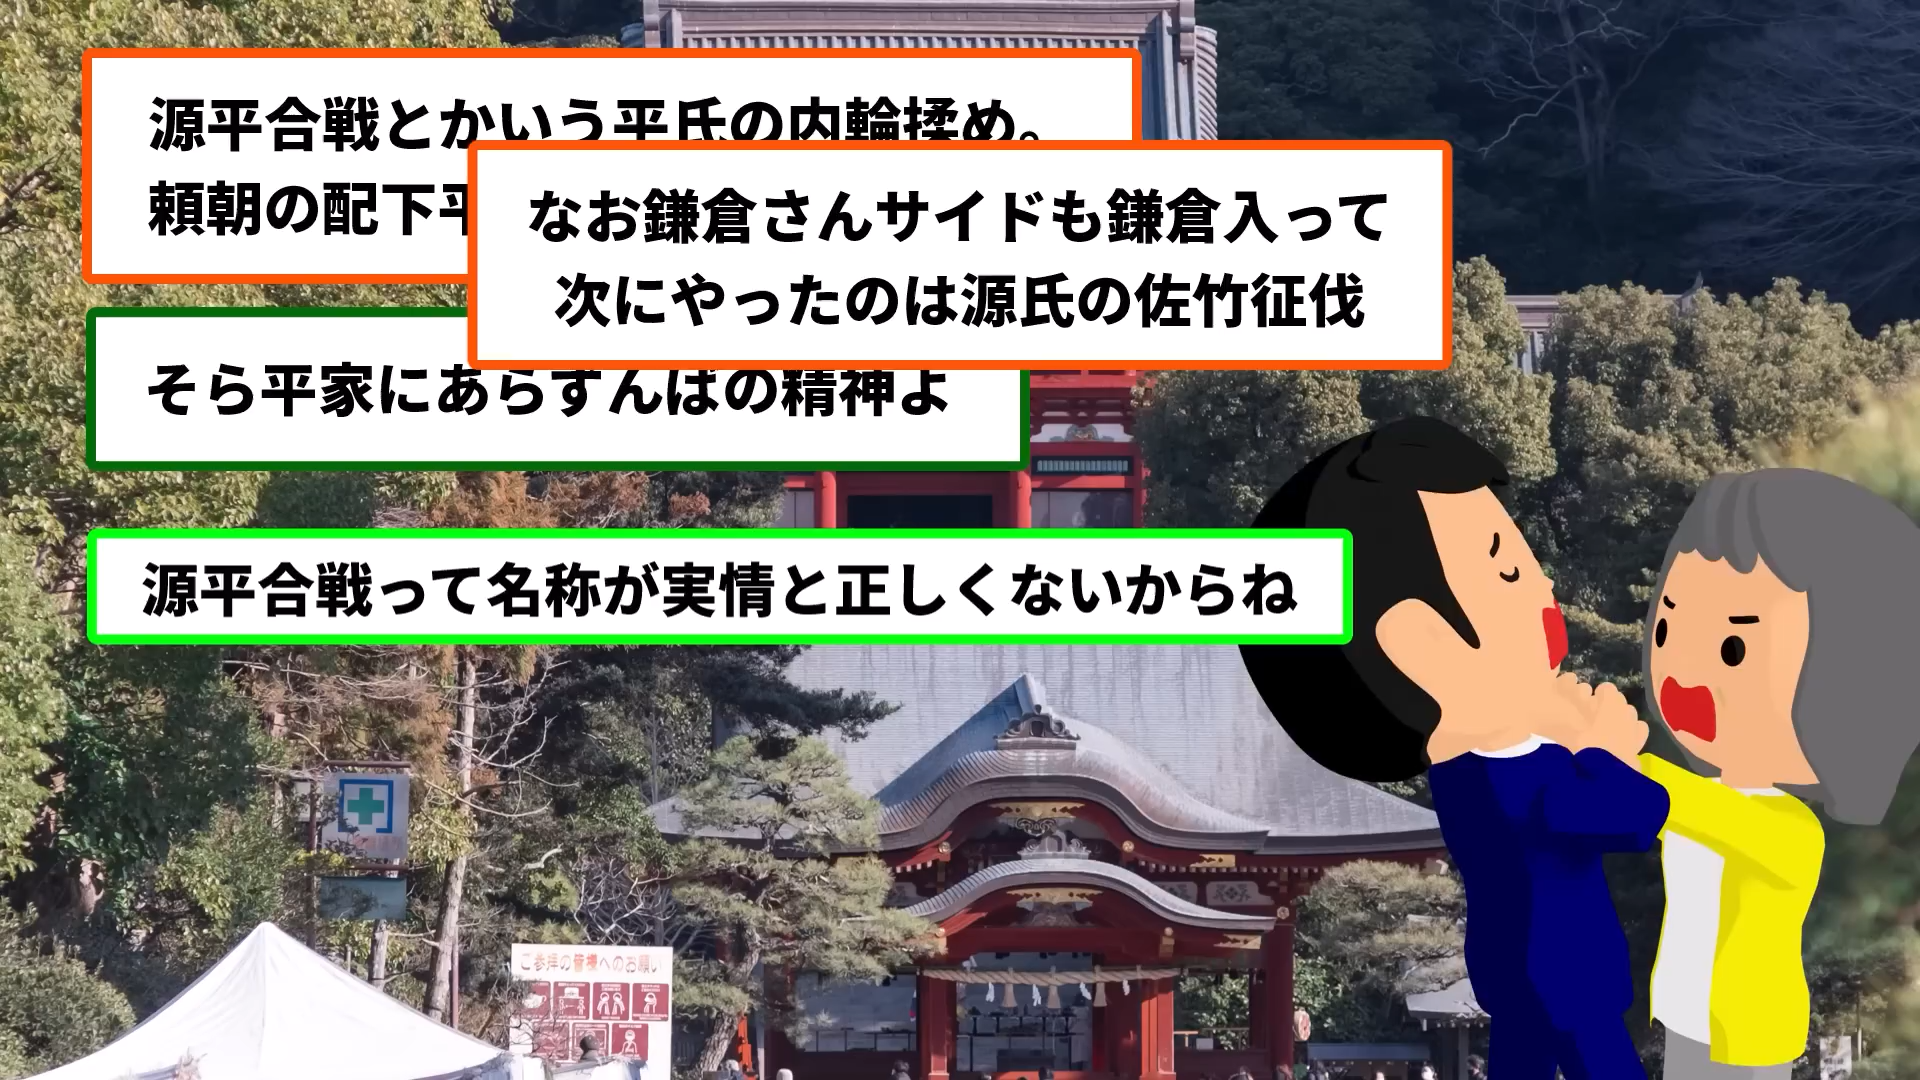 源平合戦とかいう平氏の内輪揉め。
頼朝の配下平
なお鎌倉さんサイドも鎌倉入って
次にやったのは源氏の佐竹征伐
そら平家にあらずんばの精神よ
源平合戦って名称が実情と正しくないからね
ご参拝の皆様へのお願い